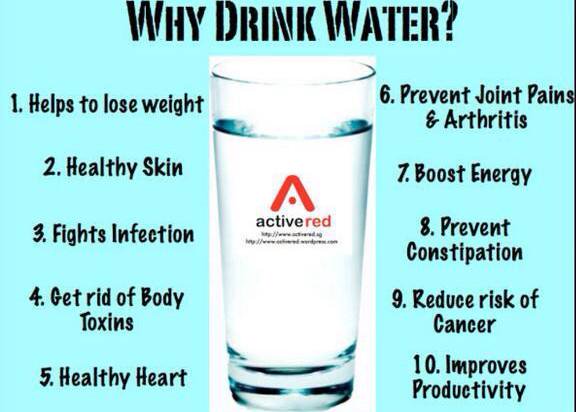 WHY DRINK WATER?
1. Helps to lose weight
2. Healthy Skin
3. Fights Infection
4. Get rid of Body
Toxins
5. Healthy Heart
activered
http://www.activered.sg
http://www.activered.wordpress.com
6. Prevent Joint Pains
& Arthritis
7. Boost Energy
8. Prevent
Constipation
9. Reduce risk of
Cancer
10. Improves
Productivity